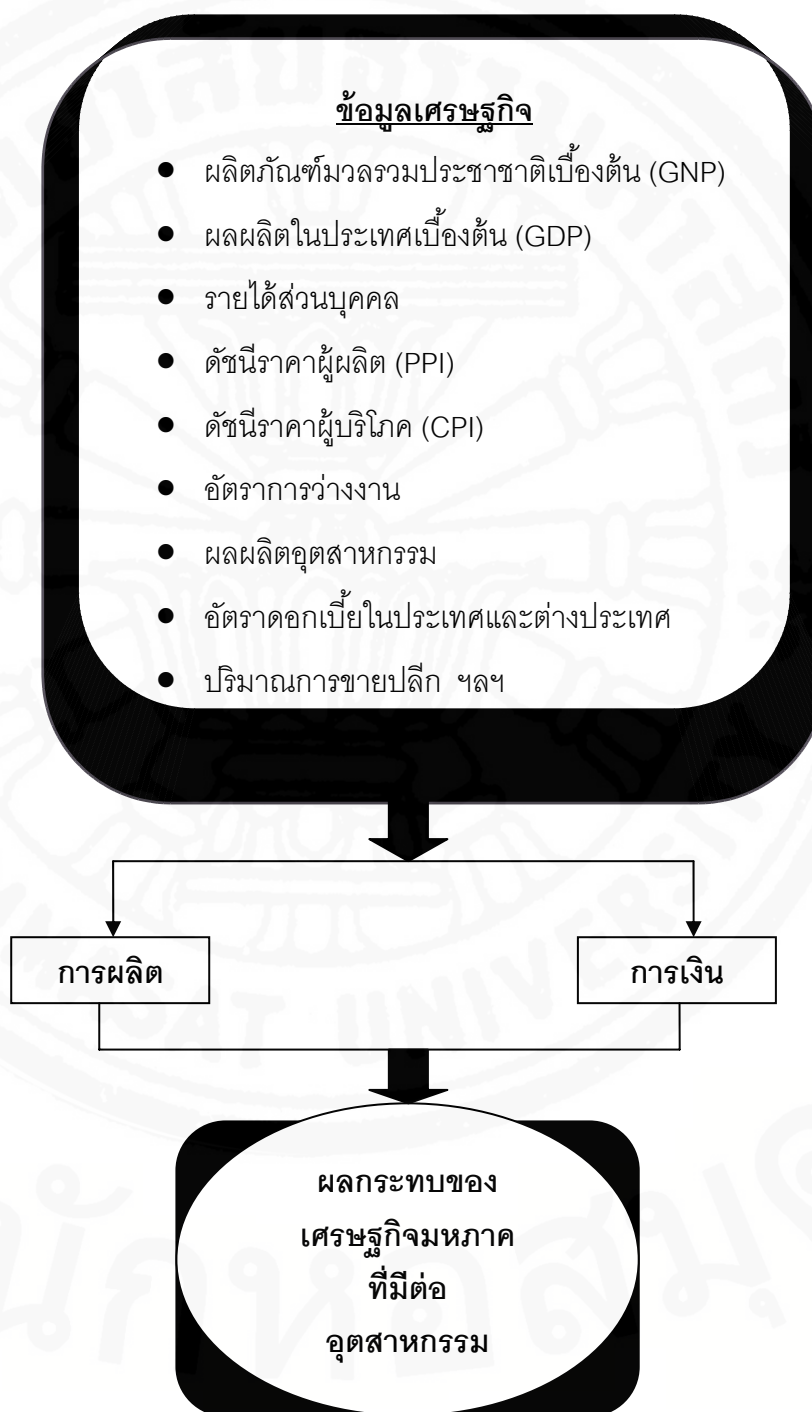 ข้อมูลเศรษฐกิจ
● ผลิตภัณฑ์มวลรวมประชาชาติเบื้องต้น (GNP)
● ผลผลิตในประเทศเบื้องต้น (GDP)
● รายได้ส่วนบุคคล
● ดัชนีราคาผู้ผลิต (PPI)
● ดัชนีราคาผู้บริโภค (CPI)
● อัตราการว่างงาน
● ผลผลิตอุตสาหกรรม
● อัตราดอกเบี้ยในประเทศและต่างประเทศ
● ปริมาณการขายปลีก ฯลฯ
การผลิต
การเงิน
ผลกระทบของ
เศรษฐกิจมหภาค
ที่มีต่อ
อุตสาหกรรม